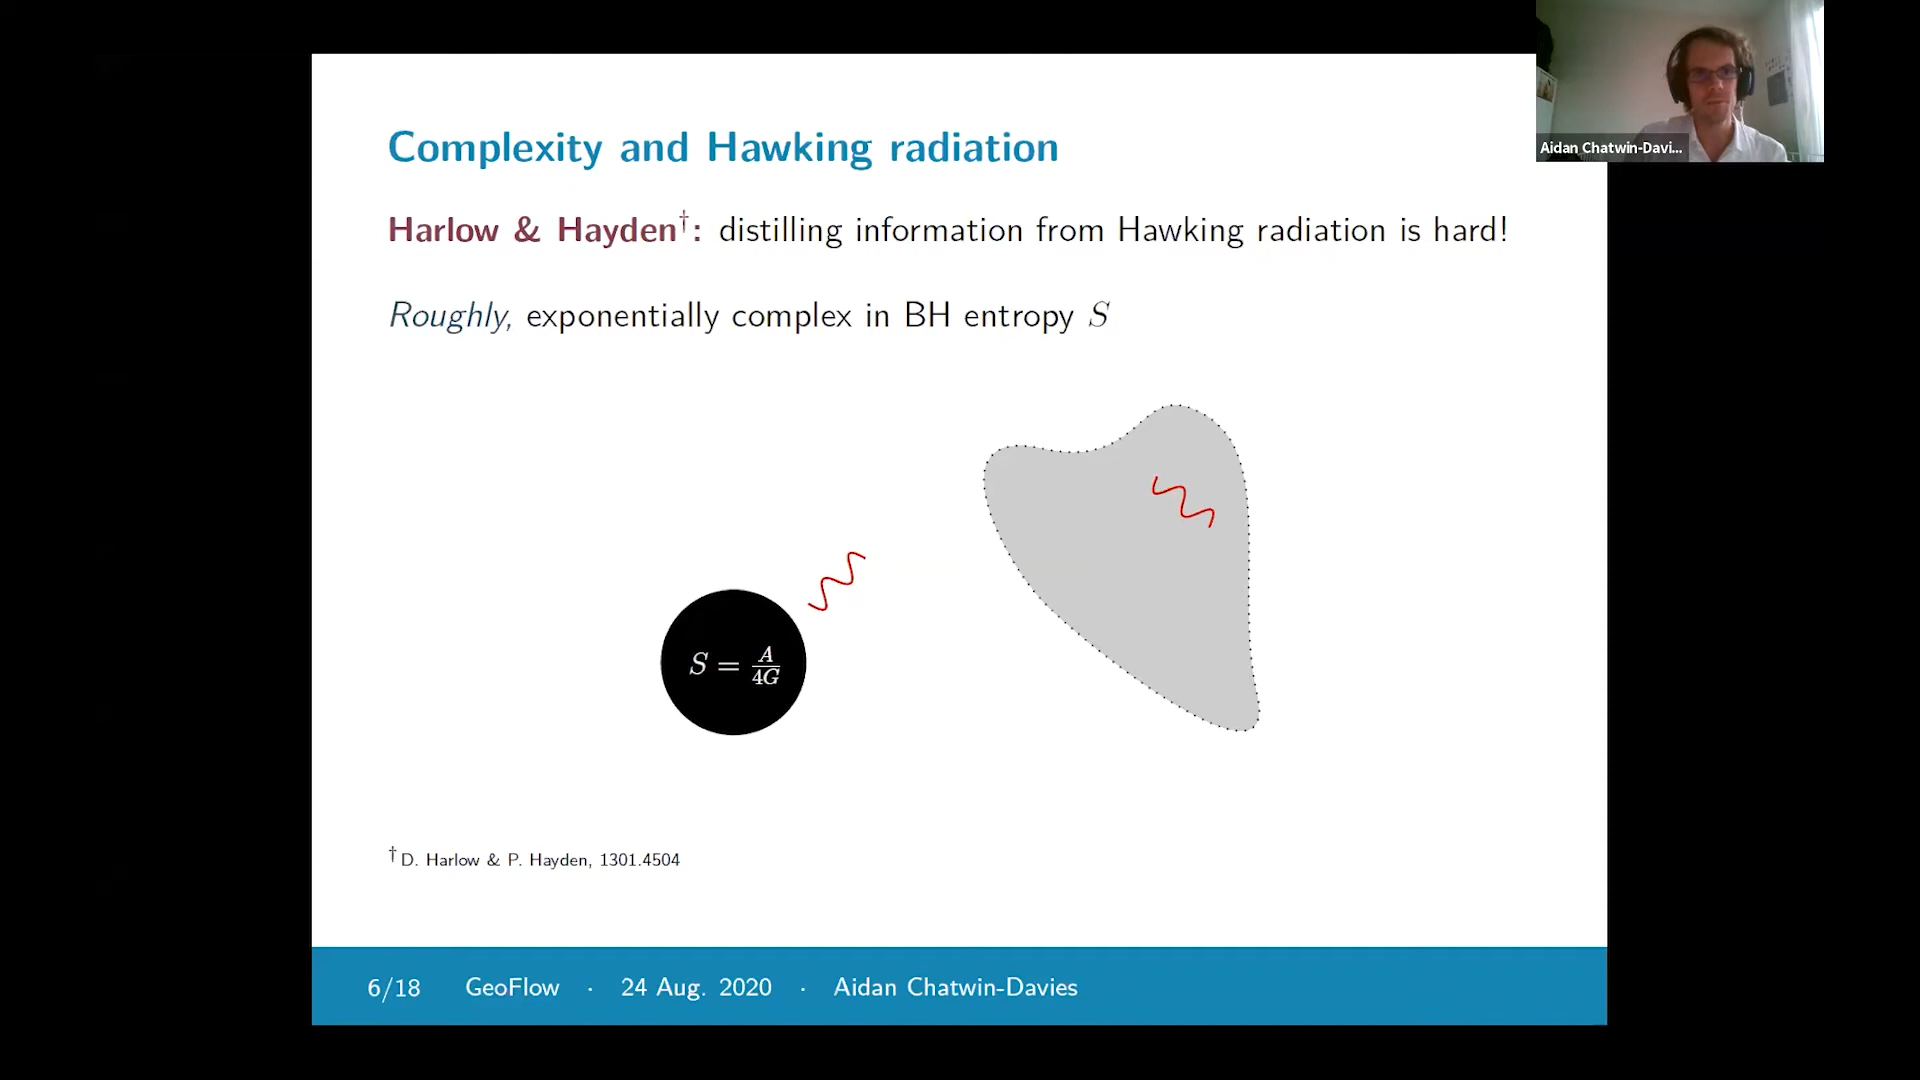 Complexity and Hawking radiation
Aidan Chatwin-Davi...
Harlow & Hayden†: distilling information from Hawking radiation is hard!
Roughly, exponentially complex in BH entropy S
S = A/4G
† D. Harlow & P. Hayden, 1301.4504
6/18 GeoFlow · 24 Aug. 2020 · Aidan Chatwin-Davies